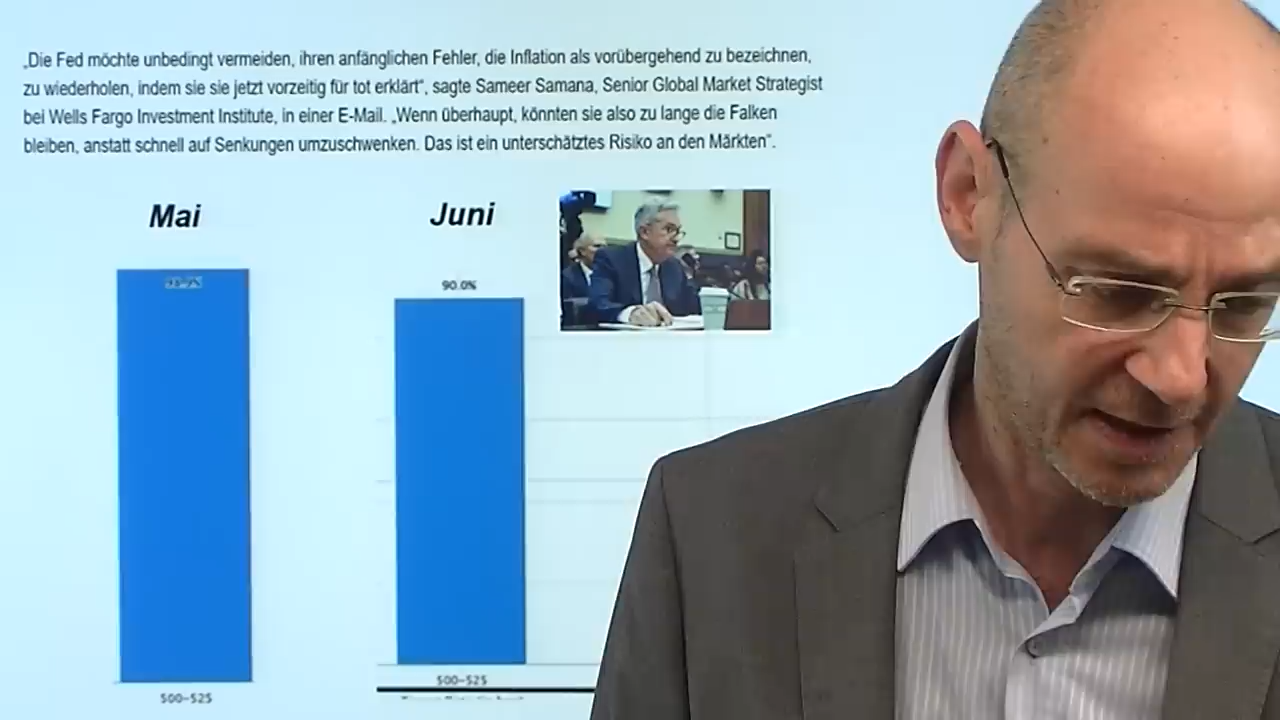 „Die Fed möchte unbedingt vermeiden, ihren anfänglichen Fehler, die Inflation als vorübergehend zu bezeichnen,
zu wiederholen, indem sie sie jetzt vorzeitig für tot erklärt“, sagte Sameer Samana, Senior Global Market Strategist
bei Wells Fargo Investment Institute, in einer E-Mail. „Wenn überhaupt, könnten sie also zu lange die Falken
bleiben, anstatt schnell auf Senkungen umzuschwenken. Das ist ein unterschätztes Risiko an den Märkten“.
Mai
Juni
90.0%
500–525
500–525